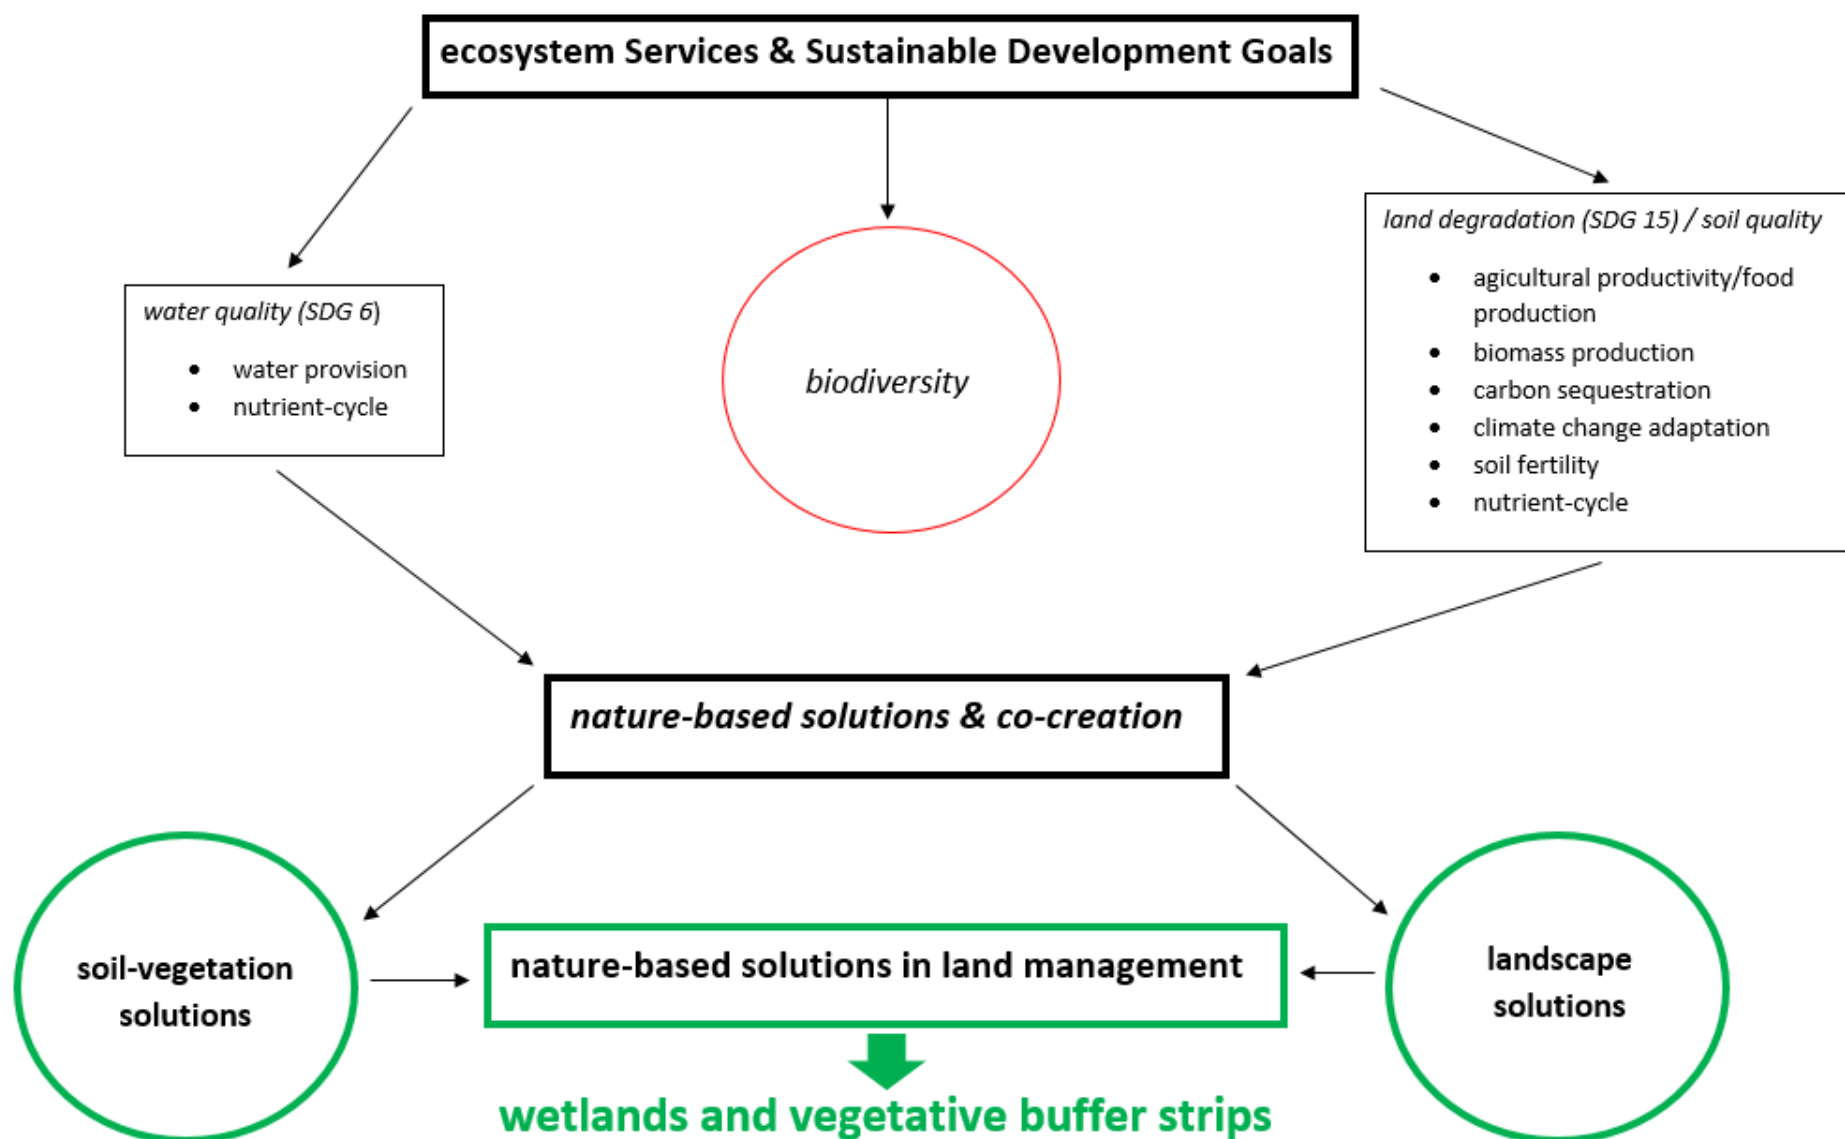 ecosystem Services & Sustainable Development Goals
land degradation (SDG 15) / soil quality
• agicultural productivity/food
production
• biomass production
• carbon sequestration
• climate change adaptation
• soil fertility
• nutrient-cycle
water quality (SDG 6)
• water provision
• nutrient-cycle
biodiversity
nature-based solutions & co-creation
soil-vegetation
solutions
nature-based solutions in land management
landscape
solutions
wetlands and vegetative buffer strips